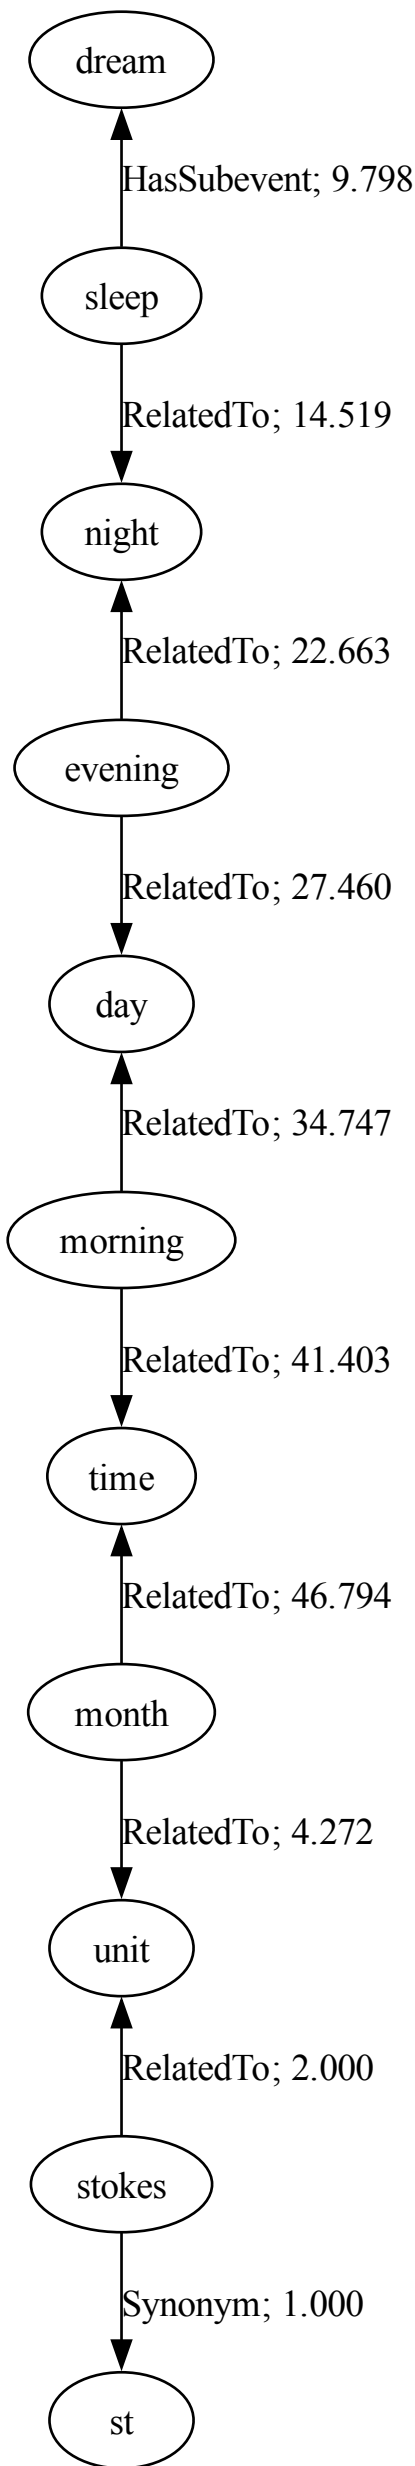 dream
HasSubevent; 9.798
sleep
RelatedTo; 14.519
night
RelatedTo; 22.663
evening
RelatedTo; 27.460
day
RelatedTo; 34.747
morning
RelatedTo; 41.403
time
RelatedTo; 46.794
month
RelatedTo; 4.272
unit
RelatedTo; 2.000
stokes
Synonym; 1.000
st